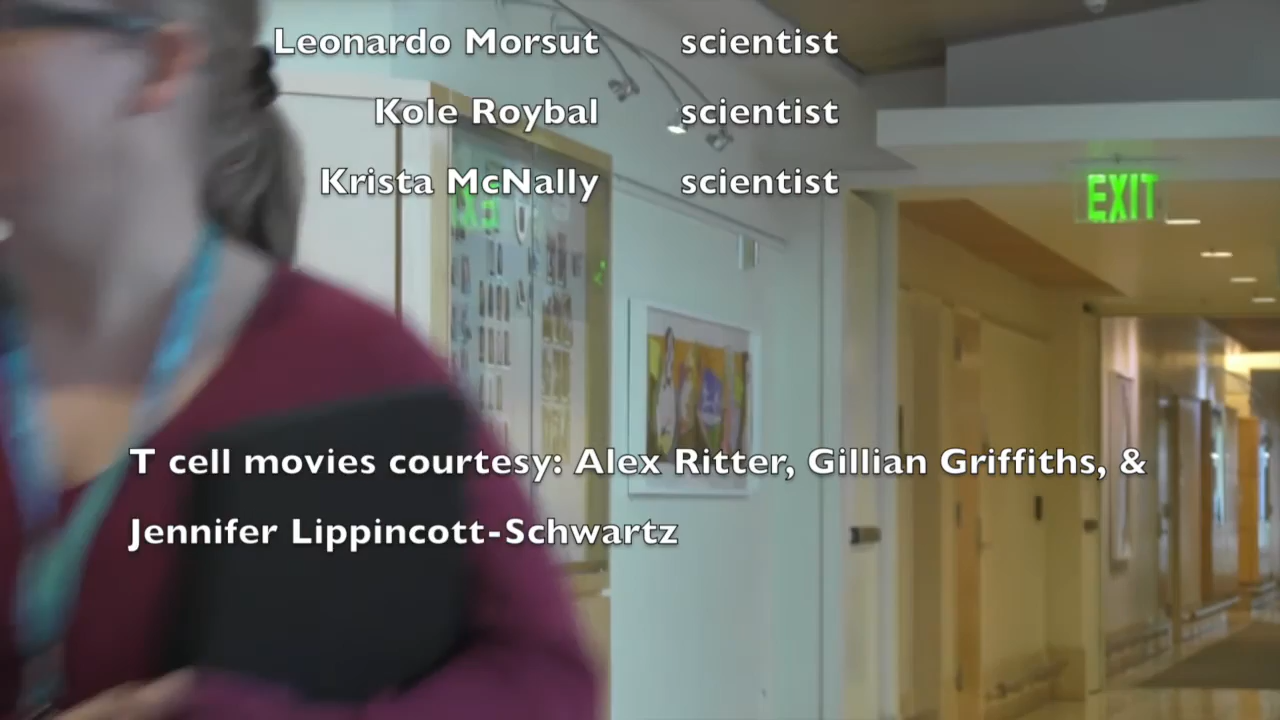 Leonardo Morsut scientist
Kole Roybal scientist
Krista McNally scientist
EXIT
T cell movies courtesy: Alex Ritter, Gillian Griffiths, &
Jennifer Lippincott-Schwartz